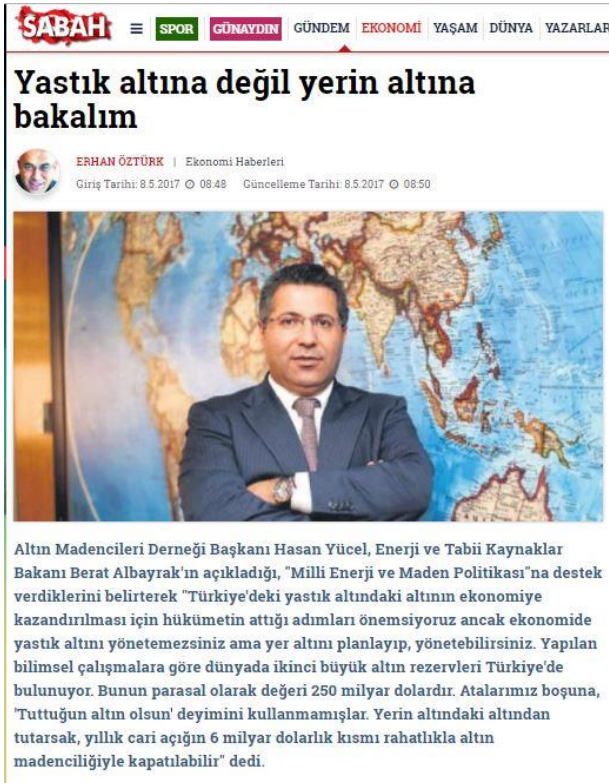 SABAH ≡ SPOR GÜNAYDIN GÜNDEM EKONOMİ YAŞAM DÜNYA YAZARLAR
Yastık altına değil yerin altına
bakalım
ERHAN ÖZTÜRK | Ekonomi Haberleri
Giriş Tarihi: 8.5.2017 08:48 Güncelleme Tarihi: 8.5.2017 08:50
Altın Madencileri Derneği Başkanı Hasan Yücel, Enerji ve Tabii Kaynaklar
Bakanı Berat Albayrak'ın açıkladığı, "Milli Enerji ve Maden Politikası"na destek
verdiklerini belirterek "Türkiye'deki yastık altındaki altının ekonomiye
kazandırılması için hükümetin attığı adımları önemsiyoruz ancak ekonomide
yastık altını yönetemezsiniz ama yer altını planlayıp, yönetebilirsiniz. Yapılan
bilimsel çalışmalara göre dünyada ikinci büyük altın rezervleri Türkiye'de
bulunuyor. Bunun parasal olarak değeri 250 milyar dolardır. Atalarımız boşuna,
'Tuttuğun altın olsun' deyimini kullanmamışlar. Yerin altındaki altından
tutarsak, yıllık cari açığın 6 milyar dolarlık kısmı rahatlıkla altın
madenciliğiyle kapatılabilir" dedi.